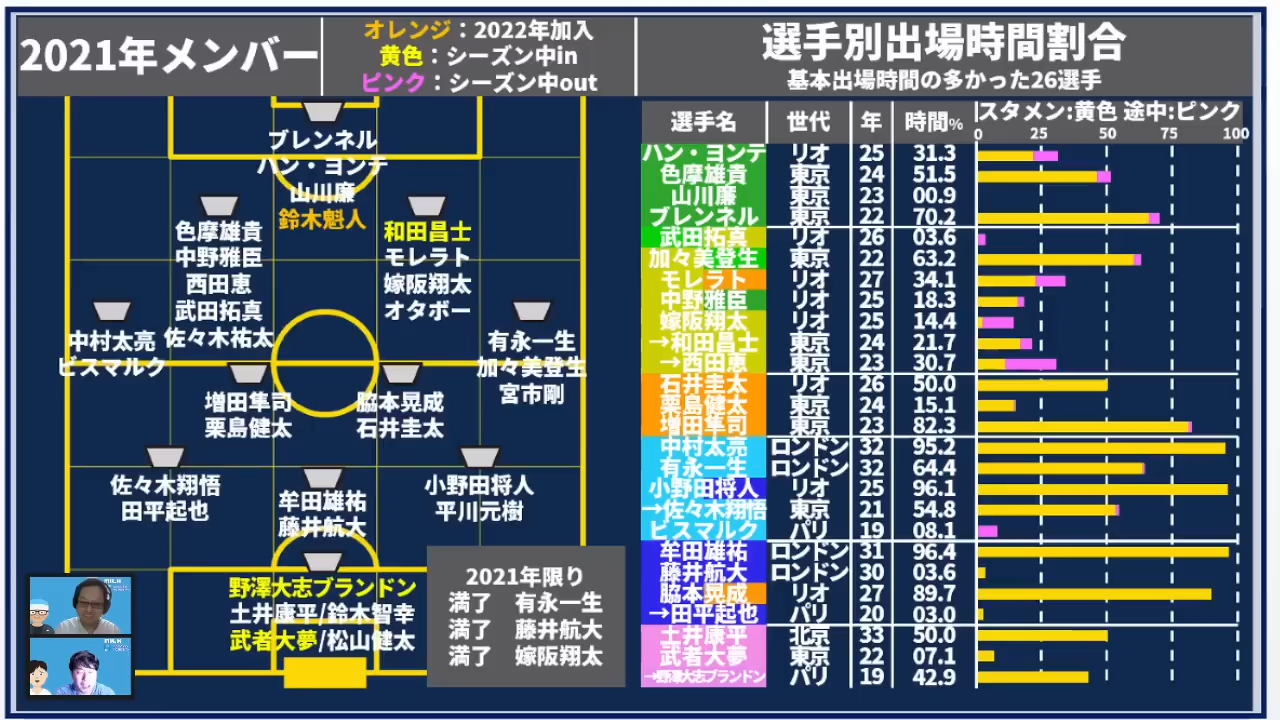 2021年メンバー
オレンジ：2022年加入
黄色：シーズン中in
ピンク：シーズン中out
選手別出場時間割合
基本出場時間の多かった26選手
ブレンネル
ハン・ヨンテ
山川廉
鈴木魁人
色摩雄貴
中野雅臣
西田恵
武田拓真
佐々木祐太
和田昌士
モレラト
嫁阪翔太
オタボー
中村太亮
ビスマルク
有永一生
加々美登生
宮市剛
増田隼司
栗島健太
脇本晃成
石井圭太
佐々木翔悟
田平起也
牟田雄祐
藤井航大
小野田将人
平川元樹
野澤大志ブランドン
土井康平/鈴木智幸
武者大夢/松山健太
2021年限り
満了 有永一生
満了 藤井航大
満了 嫁阪翔太
選手名 世代 年 時間% スタメン:黄色 途中:ピンク
0 25 50 75 100
ハン・ヨンテ リオ 25 31.3
色摩雄貴 東京 24 51.5
山川廉 東京 23 00.9
ブレンネル 東京 22 70.2
武田拓真 リオ 26 03.6
加々美登生 東京 22 63.2
モレラト リオ 27 34.1
中野雅臣 リオ 25 18.3
嫁阪翔太 リオ 25 14.4
→和田昌士 東京 24 21.7
→西田恵 東京 23 30.7
石井圭太 リオ 26 50.0
栗島健太 東京 24 15.1
増田隼司 東京 23 82.3
中村太亮 ロンドン 32 95.2
有永一生 ロンドン 32 64.4
小野田将人 リオ 25 96.1
→佐々木翔悟 東京 21 54.8
ビスマルク パリ 19 08.1
牟田雄祐 ロンドン 31 96.4
藤井航大 ロンドン 30 03.6
脇本晃成 リオ 27 89.7
→田平起也 パリ 20 03.0
土井康平 北京 33 50.0
武者大夢 東京 22 07.1
→野澤大志ブランドン パリ 19 42.9